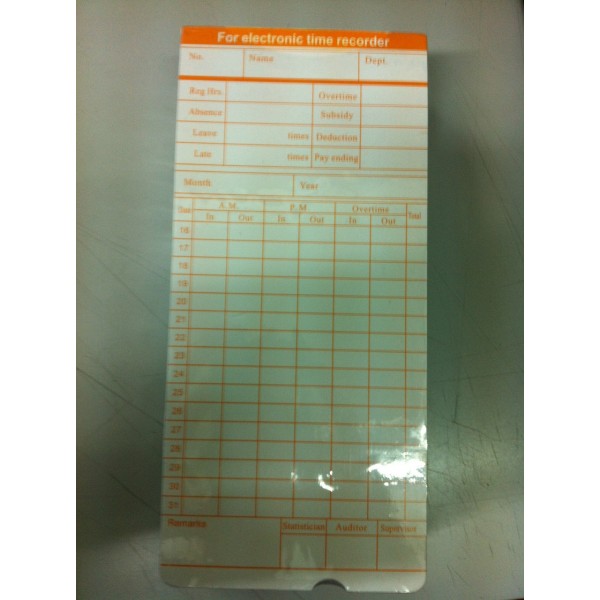 For electronic time recorder
No. Name Dept.
Reg Hrs. Overtime
Absence Subsidy
Leave times Deduction
Late times Pay ending
Month Year
A. M. P. M Overtime Total
In Out In Out In Out
16
17
18
19
20
21
22
23
24
25
26
27
28
29
30
31
Remarks Statistician Auditor